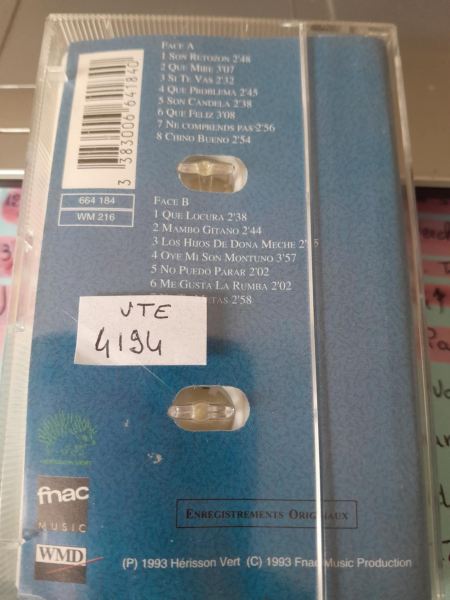 FACE A
1 SON RETOZON 2'48
2 QUE MIRE 3'07
3 SI TE VAS 2'32
4 QUE PROBLEMA 2'45
5 SON CANDELA 2'38
6 QUE FELIZ 3'08
7 NE COMPRENDS PAS 2'56
8 CHINO BUENO 2'54
3 383006 641840
664 184
WM 216
FACE B
1 QUE LOCURA 2'38
2 MAMBO GITANO 2'44
3 LOS HIJOS DE DONA MECHE
4 OYE MI SON MONTUNO 3'57
5 NO PUEDO PARAR 2'02
6 ME GUSTA LA RUMBA 2'02
2'58
VTE
4194
fnac
MUSIC
WMD
ENREGISTREMENTS ORIGINAUX
(P) 1993 Hérisson Vert (C) 1993 Fnac Music Production